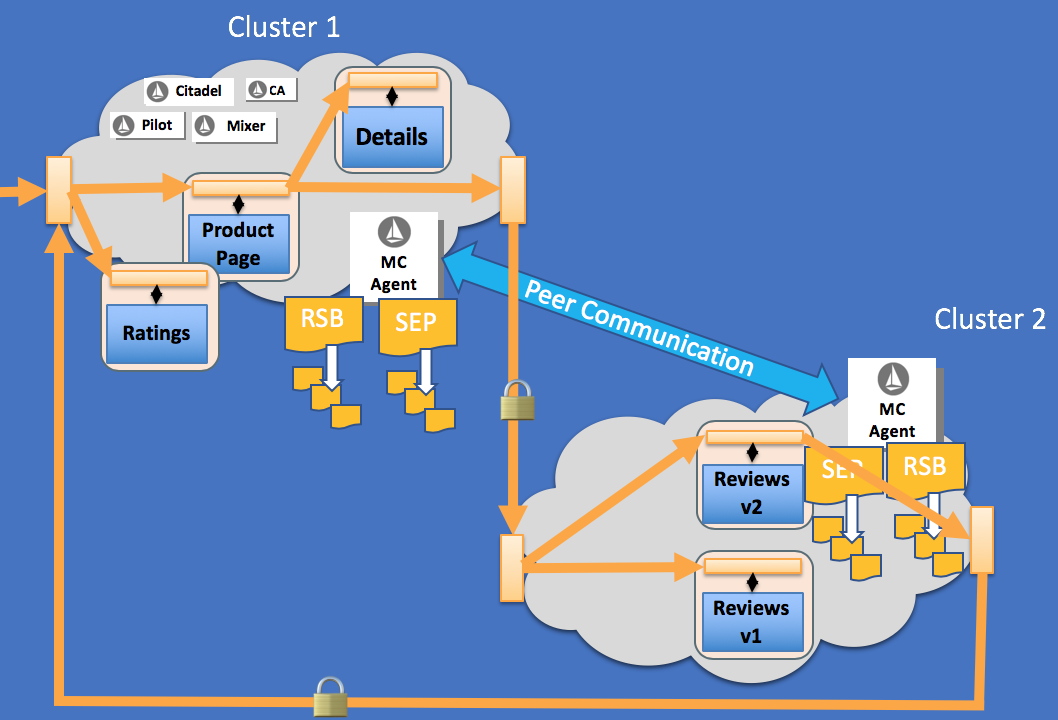 Cluster 1
Citadel
CA
Pilot
Mixer
Details
Product
Page
MC
Agent
Ratings
RSB
SEP
Peer Communication
Cluster 2
MC
Agent
Reviews
v2
SEP
RSB
Reviews
v1